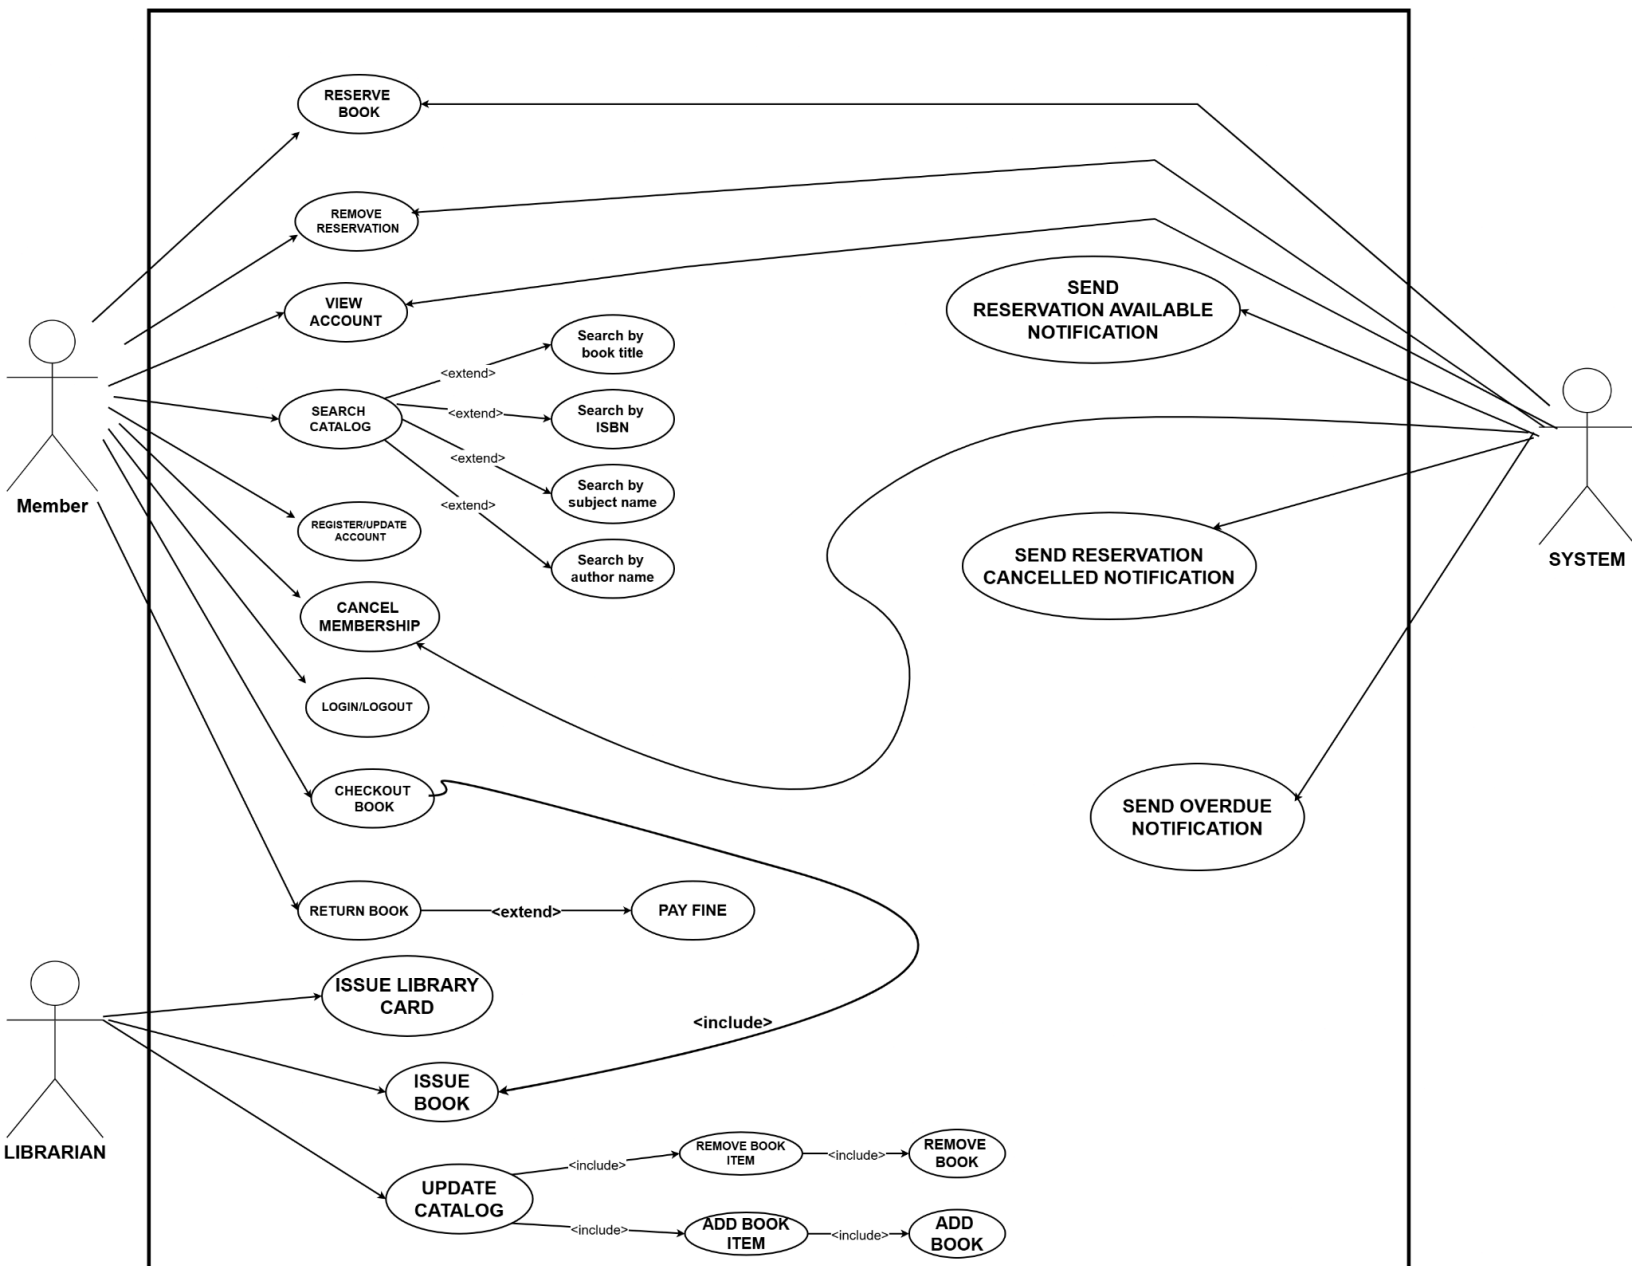 RESERVE
BOOK
REMOVE
RESERVATION
VIEW
ACCOUNT
SEND
RESERVATION AVAILABLE
NOTIFICATION
Search by
book title
<extend>
SEARCH
CATALOG
<extend>
Search by
ISBN
<extend>
Search by
subject name
<extend>
Member
REGISTER/UPDATE
ACCOUNT
Search by
author name
SEND RESERVATION
CANCELLED NOTIFICATION
SYSTEM
CANCEL
MEMBERSHIP
LOGIN/LOGOUT
CHECKOUT
BOOK
SEND OVERDUE
NOTIFICATION
RETURN BOOK
<extend>
PAY FINE
ISSUE LIBRARY
CARD
<include>
ISSUE
BOOK
LIBRARIAN
UPDATE
CATALOG
<include>
REMOVE BOOK
ITEM
<include>
REMOVE
BOOK
<include>
ADD BOOK
ITEM
<include>
ADD
BOOK